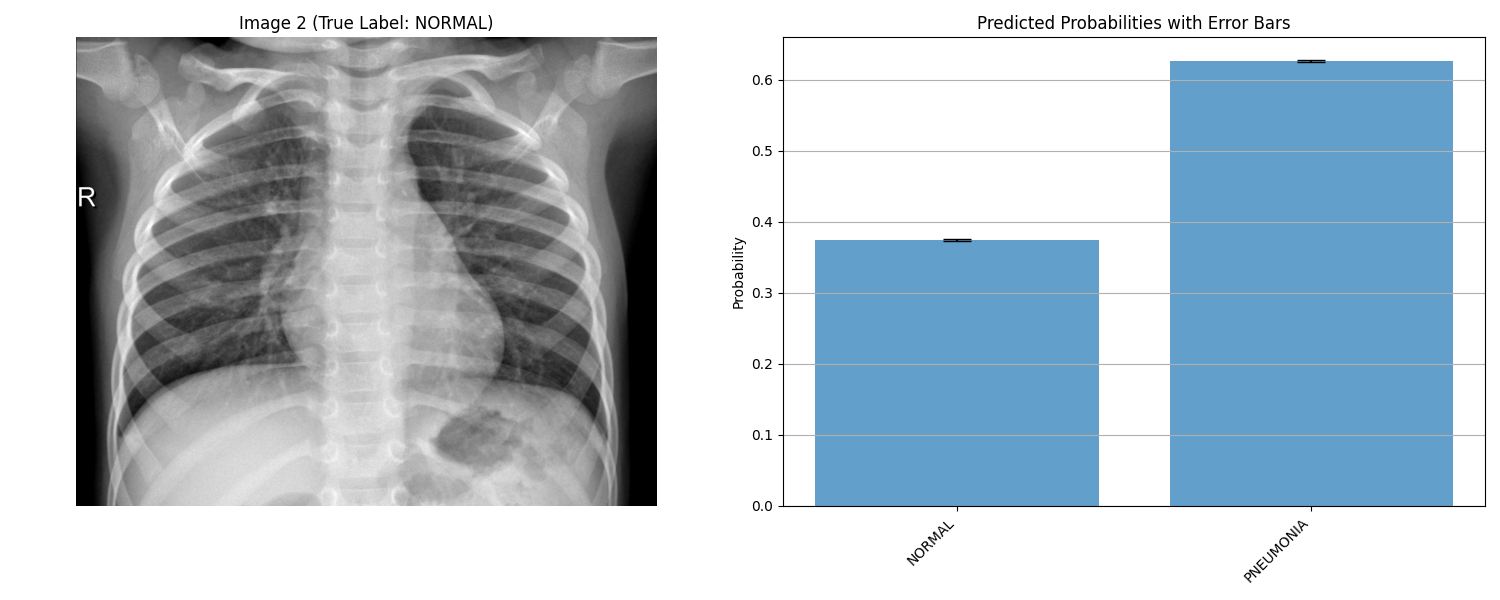 Image 2 (True Label: NORMAL)
R
Predicted Probabilities with Error Bars
Probability
0.6
0.5
0.4
0.3
0.2
0.1
0.0
NORMAL
PNEUMONIA